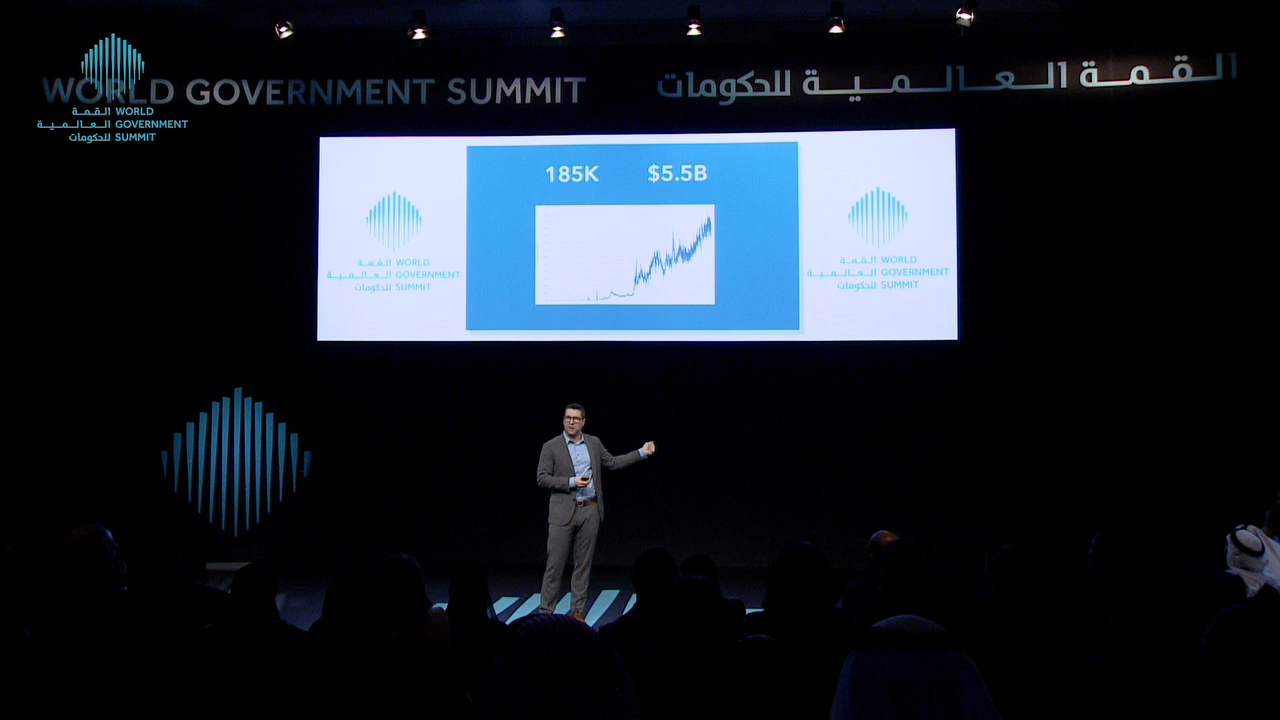 WORLD GOVERNMENT SUMMIT
القمة العالمية للحكومات
القمة WORLD
العالمية GOVERNMENT
للحكومات SUMMIT
185K $5.5B
القمة WORLD
العالمية GOVERNMENT
للحكومات SUMMIT
القمة WORLD
العالمية GOVERNMENT
للحكومات SUMMIT